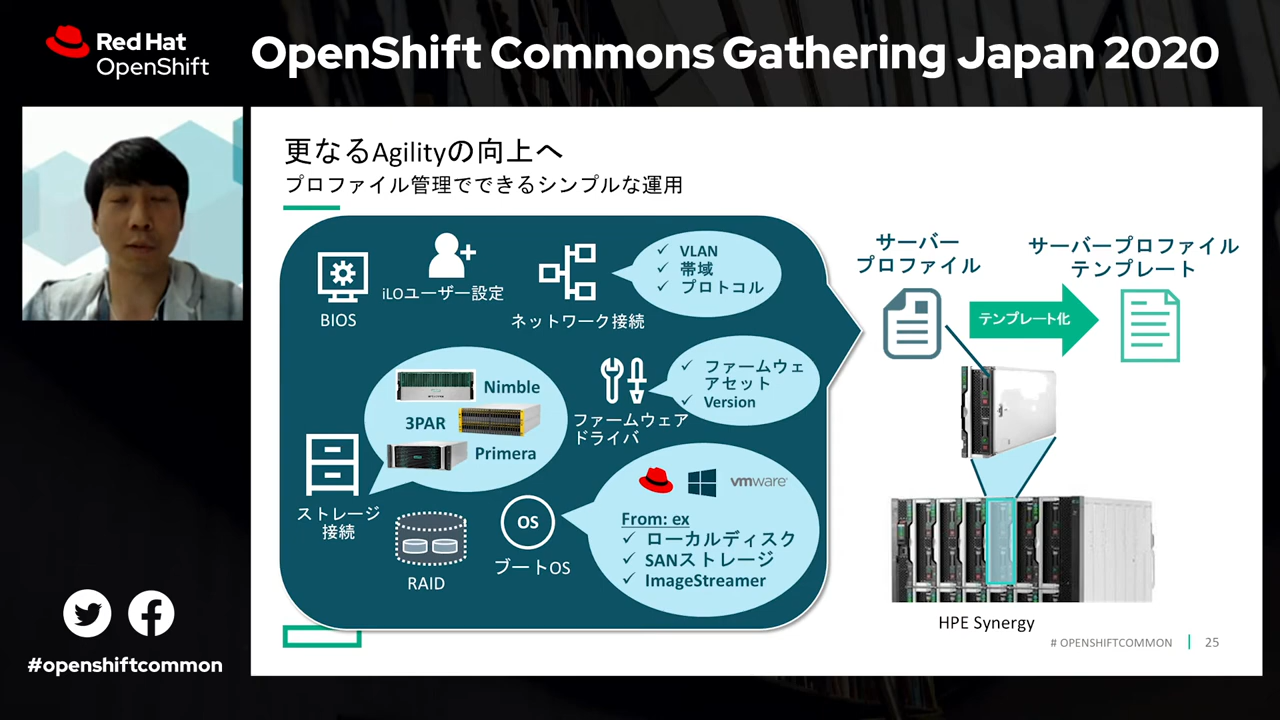 Red Hat
OpenShift
OpenShift Commons Gathering Japan 2020
更なるAgilityの向上へ
プロファイル管理でできるシンプルな運用
BIOS
iLOユーザー設定
ネットワーク接続
✓ VLAN
✓ 帯域
✓ プロトコル
Nimble
3PAR
Primera
ストレージ
接続
ファームウェア
ドライバ
✓ ファームウェ
アセット
✓ Version
RAID
OS
ブートOS
vmware
From: ex
✓ ローカルディスク
✓ SANストレージ
✓ ImageStreamer
サーバー
プロファイル
テンプレート化
サーバープロファイル
テンプレート
HPE Synergy
# OPENSHIFTCOMMON
25
#openshiftcommon